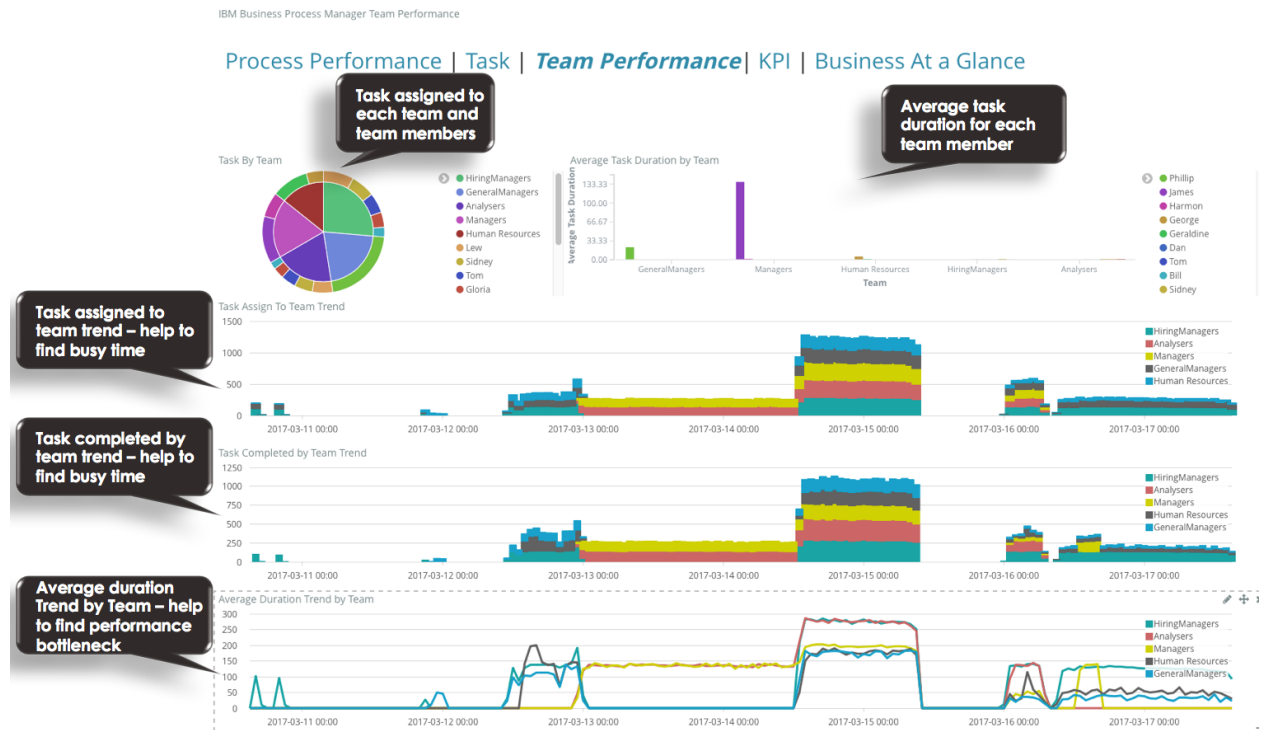 IBM Business Process Manager Team Performance
Process Performance | Task | Team Performance| KPI | Business At a Glance
Task assigned to
each team and
team members
Average task
duration for each
team member
Task By Team
HiringManagers
GeneralManagers
Analysers
Managers
Human Resources
Lew
Sidney
Tom
Gloria
Average Task Duration by Team
Average Task Duration
133.33
100.00
66.67
33.33
0.00
GeneralManagers
Managers
Human Resources
HiringManagers
Analysers
Team
Phillip
James
Harmon
George
Geraldine
Dan
Tom
Bill
Sidney
Task assigned to
team trend – help to
find busy time
Task Assign To Team Trend
1500
1000
500
0
2017-03-11 00:00
2017-03-12 00:00
2017-03-13 00:00
2017-03-14 00:00
2017-03-15 00:00
2017-03-16 00:00
2017-03-17 00:00
HiringManagers
Analysers
Managers
GeneralManagers
Human Resources
Task completed by
team trend – help to
find busy time
Task Completed by Team Trend
1250
1000
750
500
250
0
2017-03-11 00:00
2017-03-12 00:00
2017-03-13 00:00
2017-03-14 00:00
2017-03-15 00:00
2017-03-16 00:00
2017-03-17 00:00
HiringManagers
Analysers
Managers
Human Resources
GeneralManagers
Average duration
Trend by Team – help
to find performance
bottleneck
Average Duration Trend by Team
300
250
200
150
100
50
0
2017-03-11 00:00
2017-03-12 00:00
2017-03-13 00:00
2017-03-14 00:00
2017-03-15 00:00
2017-03-16 00:00
2017-03-17 00:00
HiringManagers
Analysers
Managers
Human Resources
GeneralManagers